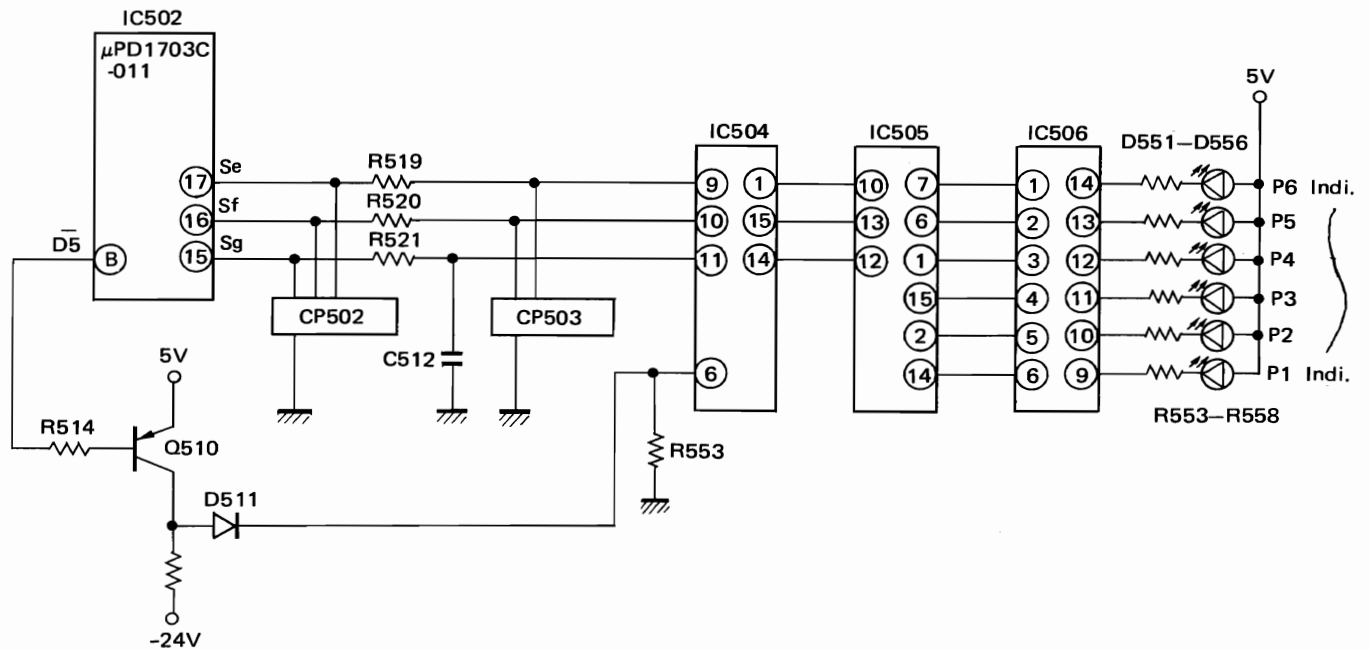 IC502
μPD1703C
-011
17 Se
16 Sf
15 Sg
D̅5̅
B
R519
R520
R521
CP502
CP503
C512
IC504
9 1
10 15
11 14
6
IC505
10 7
13 6
12 1
15
2
14
IC506
1 14
2 13
3 12
4 11
5 10
6 9
D551–D556
5V
P6 Indi.
P5
P4
P3
P2
P1 Indi.
R553–R558
R553
5V
R514
Q510
D511
–24V